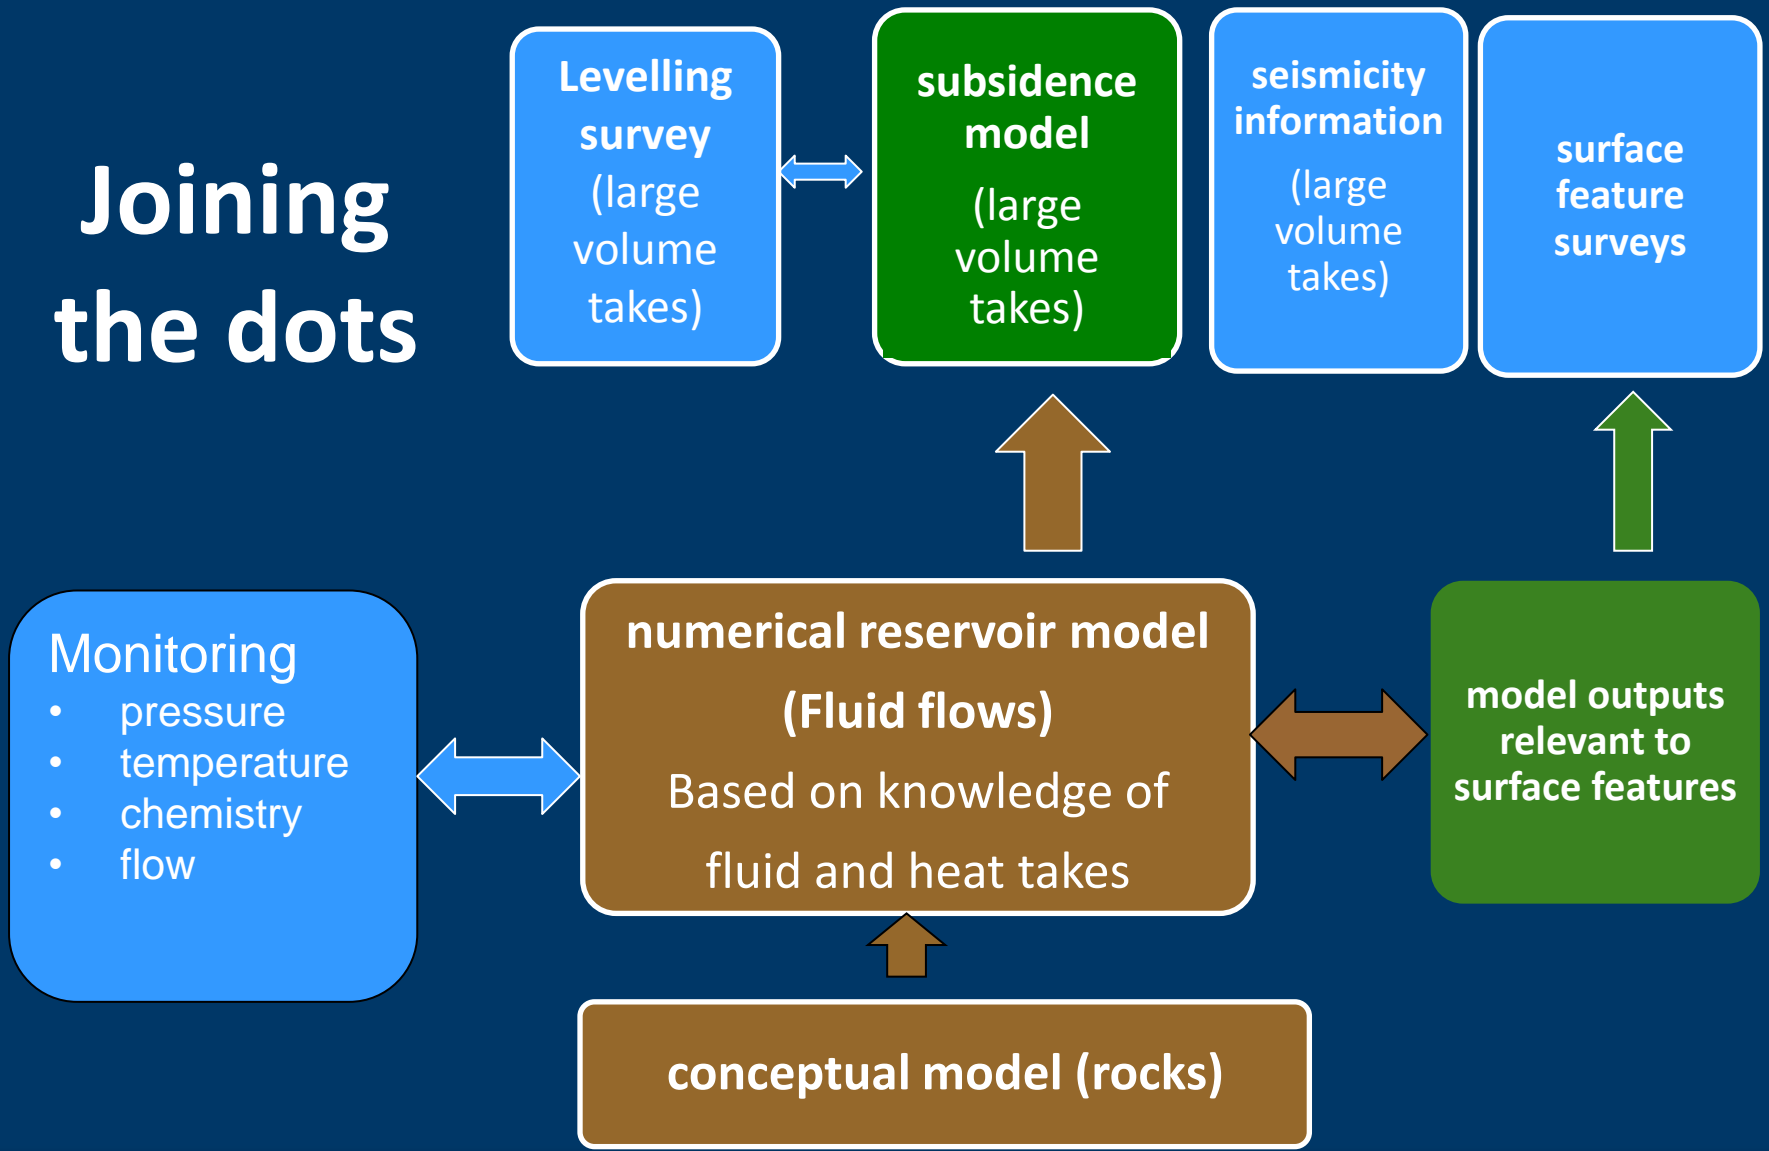 Joining
the dots
Levelling
survey
(large
volume
takes)
subsidence
model
(large
volume
takes)
seismicity
information
(large
volume
takes)
surface
feature
surveys
Monitoring
• pressure
• temperature
• chemistry
• flow
numerical reservoir model
(Fluid flows)
Based on knowledge of
fluid and heat takes
model outputs
relevant to
surface features
conceptual model (rocks)